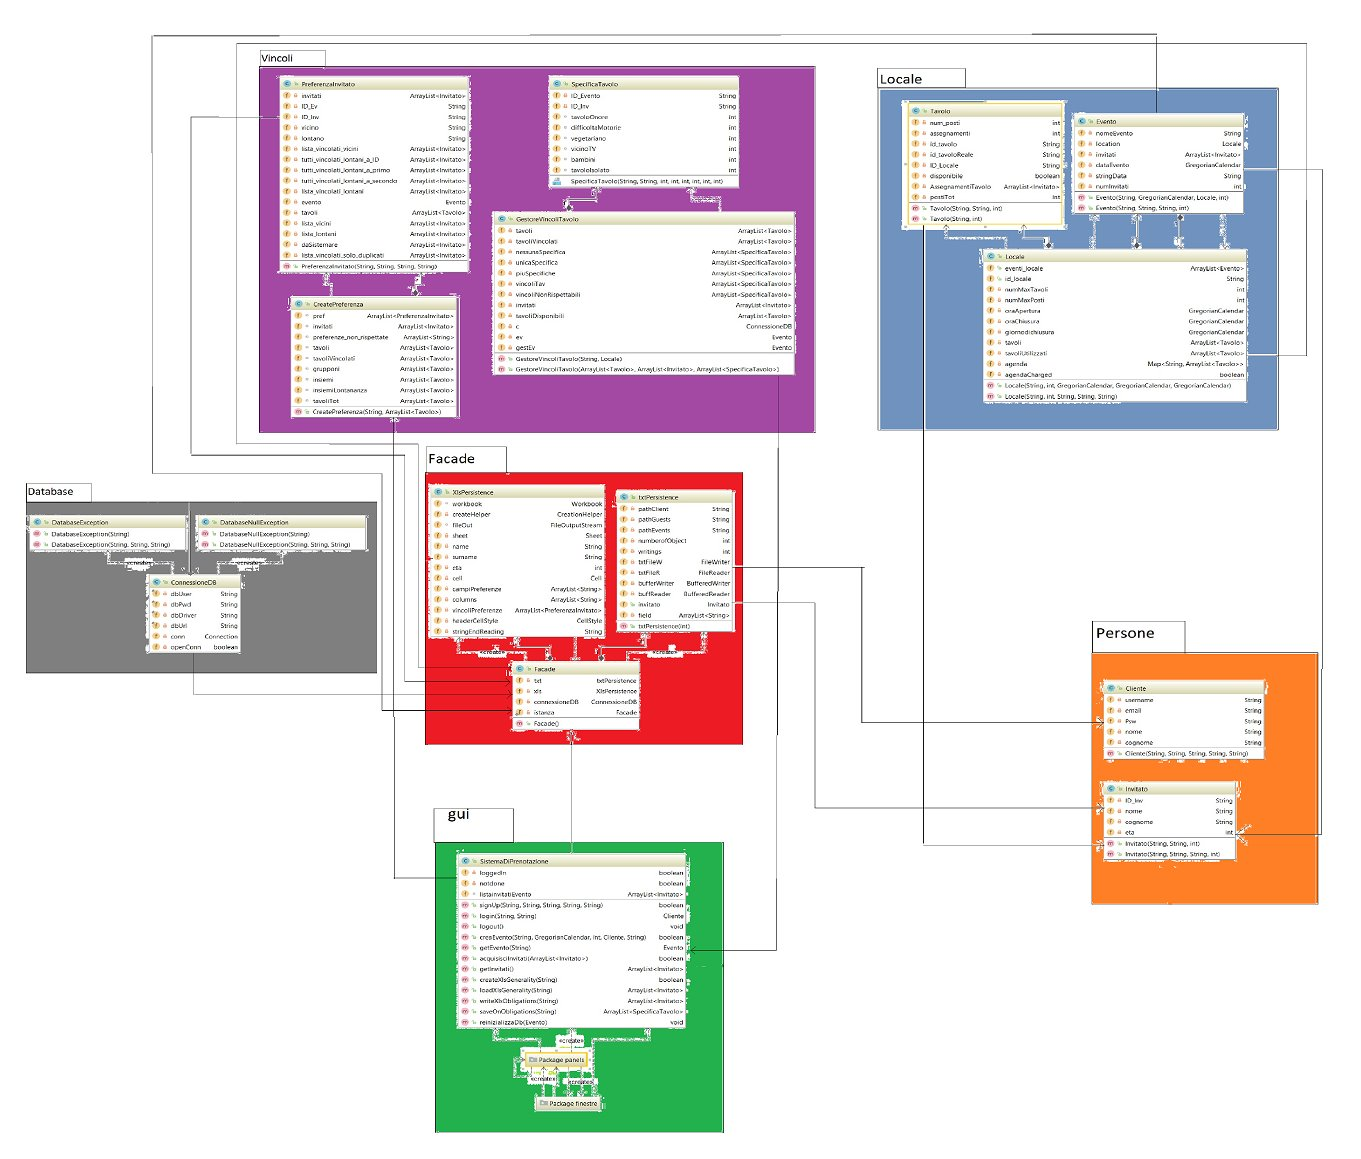 Vincoli
PreferenzaInvitato
invitati ArrayList<Invitato>
ID_Ev String
ID_Inv String
vicino String
lontano String
lista_vincolati_vicini ArrayList<Invitato>
tutti_vincolati_lontani_a_ID ArrayList<Invitato>
tutti_vincolati_lontani_a_primo ArrayList<Invitato>
tutti_vincolati_lontani_a_secondo ArrayList<Invitato>
lista_vincolati_lontani ArrayList<Invitato>
evento Evento
tavoli ArrayList<Tavolo>
lista_vicini ArrayList<Invitato>
lista_lontani ArrayList<Invitato>
daSistemare ArrayList<Invitato>
lista_vincolati_solo_duplicati ArrayList<Invitato>
PreferenzaInvitato(String, String, String, String)
SpecificaTavolo
ID_Evento String
ID_Inv String
tavoloOnore int
difficoltaMotorie int
vegetariano int
vicinoTV int
bambini int
tavoloIsolato int
SpecificaTavolo(String, String, int, int, int, int, int, int)
GestoreVincoliTavolo
tavoli ArrayList<Tavolo>
tavoliVincolati ArrayList<Tavolo>
nessunaSpecifica ArrayList<SpecificaTavolo>
unicaSpecifica ArrayList<SpecificaTavolo>
piuSpecifiche ArrayList<SpecificaTavolo>
vincoliTav ArrayList<SpecificaTavolo>
vincoliNonRispettabili ArrayList<SpecificaTavolo>
invitati ArrayList<Invitato>
tavoliDisponibili ArrayList<Tavolo>
c ConnessioneDB
ev Evento
gestEv Evento
GestoreVincoliTavolo(String, Locale)
GestoreVincoliTavolo(ArrayList<Tavolo>, ArrayList<Invitato>, ArrayList<SpecificaTavolo>)
CreatePreferenza
pref ArrayList<PreferenzaInvitato>
invitati ArrayList<Invitato>
preferenze_non_rispettate ArrayList<String>
tavoli ArrayList<Tavolo>
tavoliVincolati ArrayList<Tavolo>
grupponi ArrayList<Tavolo>
insiemi ArrayList<Tavolo>
insiemiLontananza ArrayList<Tavolo>
tavoliTot ArrayList<Tavolo>
CreatePreferenza(String, ArrayList<Tavolo>)
Locale
Tavolo
num_posti int
assegnamenti int
id_tavolo String
id_tavoloReale String
ID_Locale String
disponibile boolean
AssegnamentiTavolo ArrayList<Invitato>
postiTot int
Tavolo(String, String, int)
Tavolo(String, int)
Evento
nomeEvento String
location Locale
invitati ArrayList<Invitato>
dataEvento GregorianCalendar
stringData String
numInvitati int
Evento(String, GregorianCalendar, Locale, int)
Evento(String, String, String, int)
Locale
eventi_locale ArrayList<Evento>
id_locale String
numMaxTavoli int
numMaxPosti int
oraApertura GregorianCalendar
oraChiusura GregorianCalendar
giornodichiusura GregorianCalendar
tavoli ArrayList<Tavolo>
tavoliUtilizzati ArrayList<Tavolo>
agenda Map<String, ArrayList<Tavolo>>
agendaCharged boolean
Locale(String, int, GregorianCalendar, GregorianCalendar, GregorianCalendar)
Locale(String, int, String, String, String)
Database
DatabaseException
DatabaseException(String)
DatabaseException(String, String, String)
DatabaseNullException
DatabaseNullException(String)
DatabaseNullException(String, String, String)
«create»
«create»
ConnessioneDB
dbUser String
dbPwd String
dbDriver String
dbUrl String
conn Connection
openConn boolean
Facade
XlsPersistence
workbook Workbook
createHelper CreationHelper
fileOut FileOutputStream
sheet Sheet
name String
surname String
eta int
cell Cell
campiPreferenze ArrayList<String>
columns ArrayList<String>
vincoliPreferenze ArrayList<PreferenzaInvitato>
headerCellStyle CellStyle
stringEndReading String
txtPersistence
pathClient String
pathGuests String
pathEvents String
numberofObject int
writings int
txtFileW FileWriter
txtFileR FileReader
bufferWriter BufferedWriter
buffReader BufferedReader
invitato Invitato
field ArrayList<String>
txtPersistence(int)
«create»
«create»
Facade
txt txtPersistence
xls XlsPersistence
connessioneDB ConnessioneDB
istanza Facade
Facade()
Persone
Cliente
username String
email String
Psw String
nome String
cognome String
Cliente(String, String, String, String, String)
Invitato
ID_Inv String
nome String
cognome String
eta int
Invitato(String, String, int)
Invitato(String, String, String, int)
gui
SistemaDiPrenotazione
loggedIn boolean
notdone boolean
listainvitatiEvento ArrayList<Invitato>
signUp(String, String, String, String, String) boolean
login(String, String) Cliente
logout() void
creaEvento(String, GregorianCalendar, int, Cliente, String) boolean
getEvento(String) Evento
acquisisciInvitati(ArrayList<Invitato>) boolean
getInvitati() ArrayList<Invitato>
createXlsGenerality(String) boolean
loadXlsGenerality(String) ArrayList<Invitato>
writeXlsObligations(String) ArrayList<Invitato>
saveOnObligations(String) ArrayList<SpecificaTavolo>
reinizializzaDb(Evento) void
«create»
Package panels
«create»
«create»
Package finestre